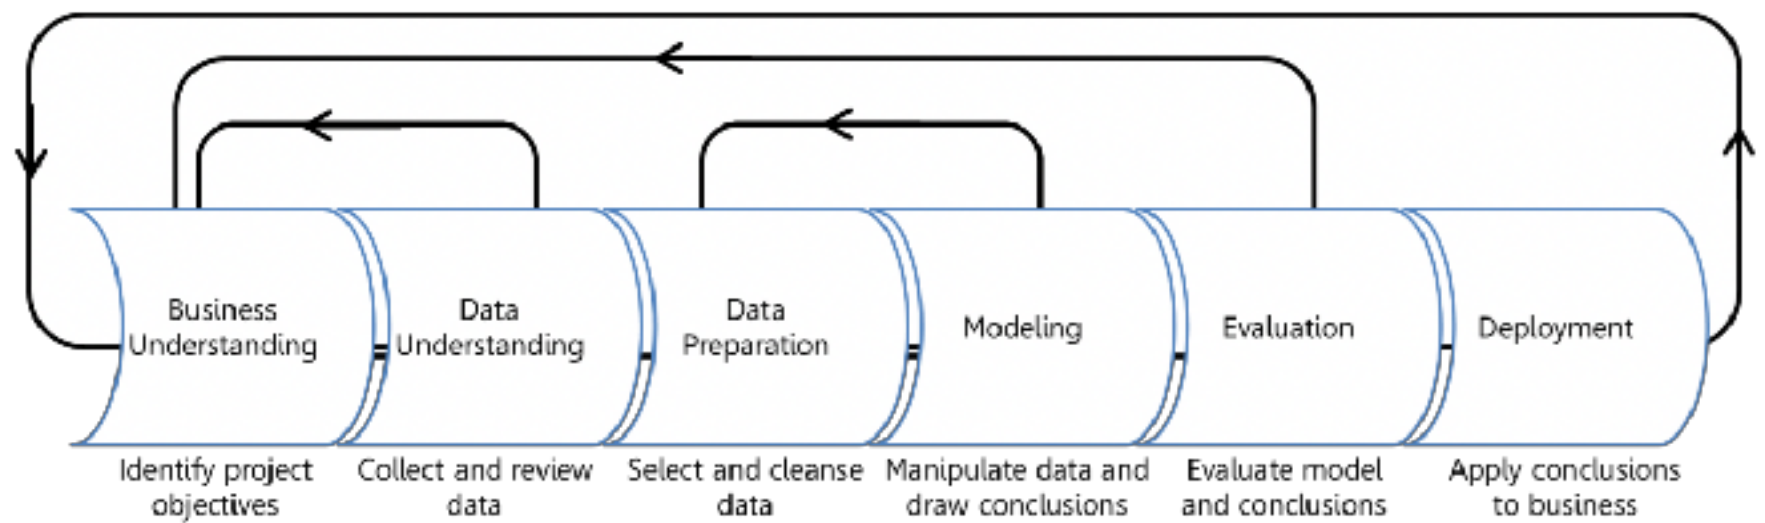 Business
Understanding
Data
Understanding
Data
Preparation
Modeling
Evaluation
Deployment
Identify project
objectives
Collect and review
data
Select and cleanse
data
Manipulate data and
draw conclusions
Evaluate model
and conclusions
Apply conclusions
to business